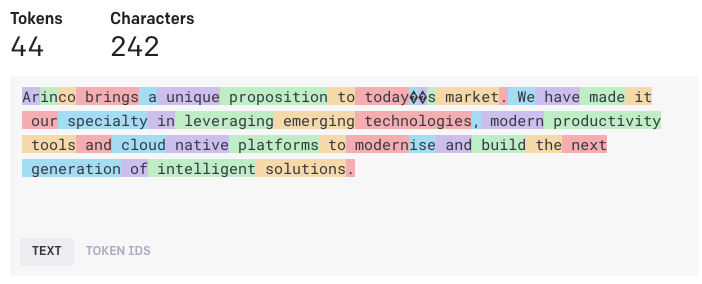 Tokens Characters
44 242
Arinco brings a unique proposition to today��s market. We have made it
our specialty in leveraging emerging technologies, modern productivity
tools and cloud native platforms to modernise and build the next
generation of intelligent solutions.
TEXT TOKEN IDS